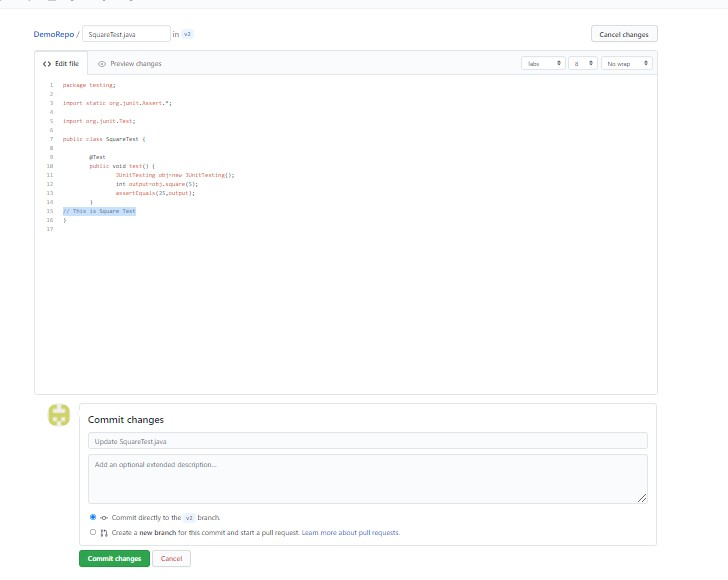 DemoRepo / SquareTest.java in v2 Cancel changes
Edit file Preview changes Tabs 8 No wrap
1 package testing;
2
3 import static org.junit.Assert.*;
4
5 import org.junit.Test;
6
7 public class SquareTest {
8
9 @Test
10 public void test() {
11 JUnitTesting obj=new JUnitTesting();
12 int output=obj.square(5);
13 assertEquals(25,output);
14 }
15 // This is Square Test
16 }
17
Commit changes
Update SquareTest.java
Add an optional extended description...
Commit directly to the v2 branch.
Create a new branch for this commit and start a pull request. Learn more about pull requests.
Commit changes Cancel